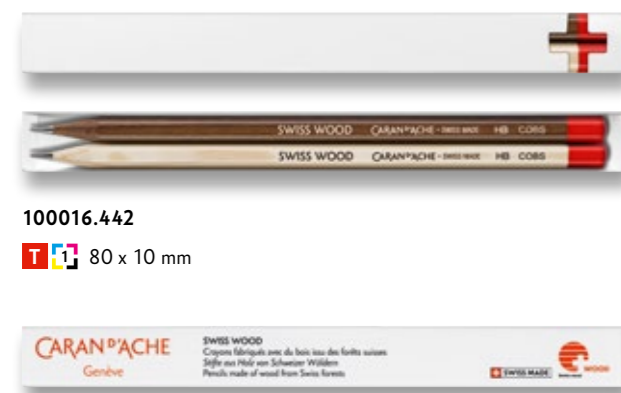 SWISS WOOD CARAN D'ACHE - SWISS MADE HB COBS
SWISS WOOD CARAN D'ACHE - SWISS MADE HB COBS
100016.442
T 1 80 x 10 mm
CARAN D'ACHE
Genève
SWISS WOOD
Crayons fabriqués avec du bois issu des forêts suisses
Stifte aus Holz von Schweizer Wäldern
Pencils made of wood from Swiss forests
SWISS MADE
WOOD